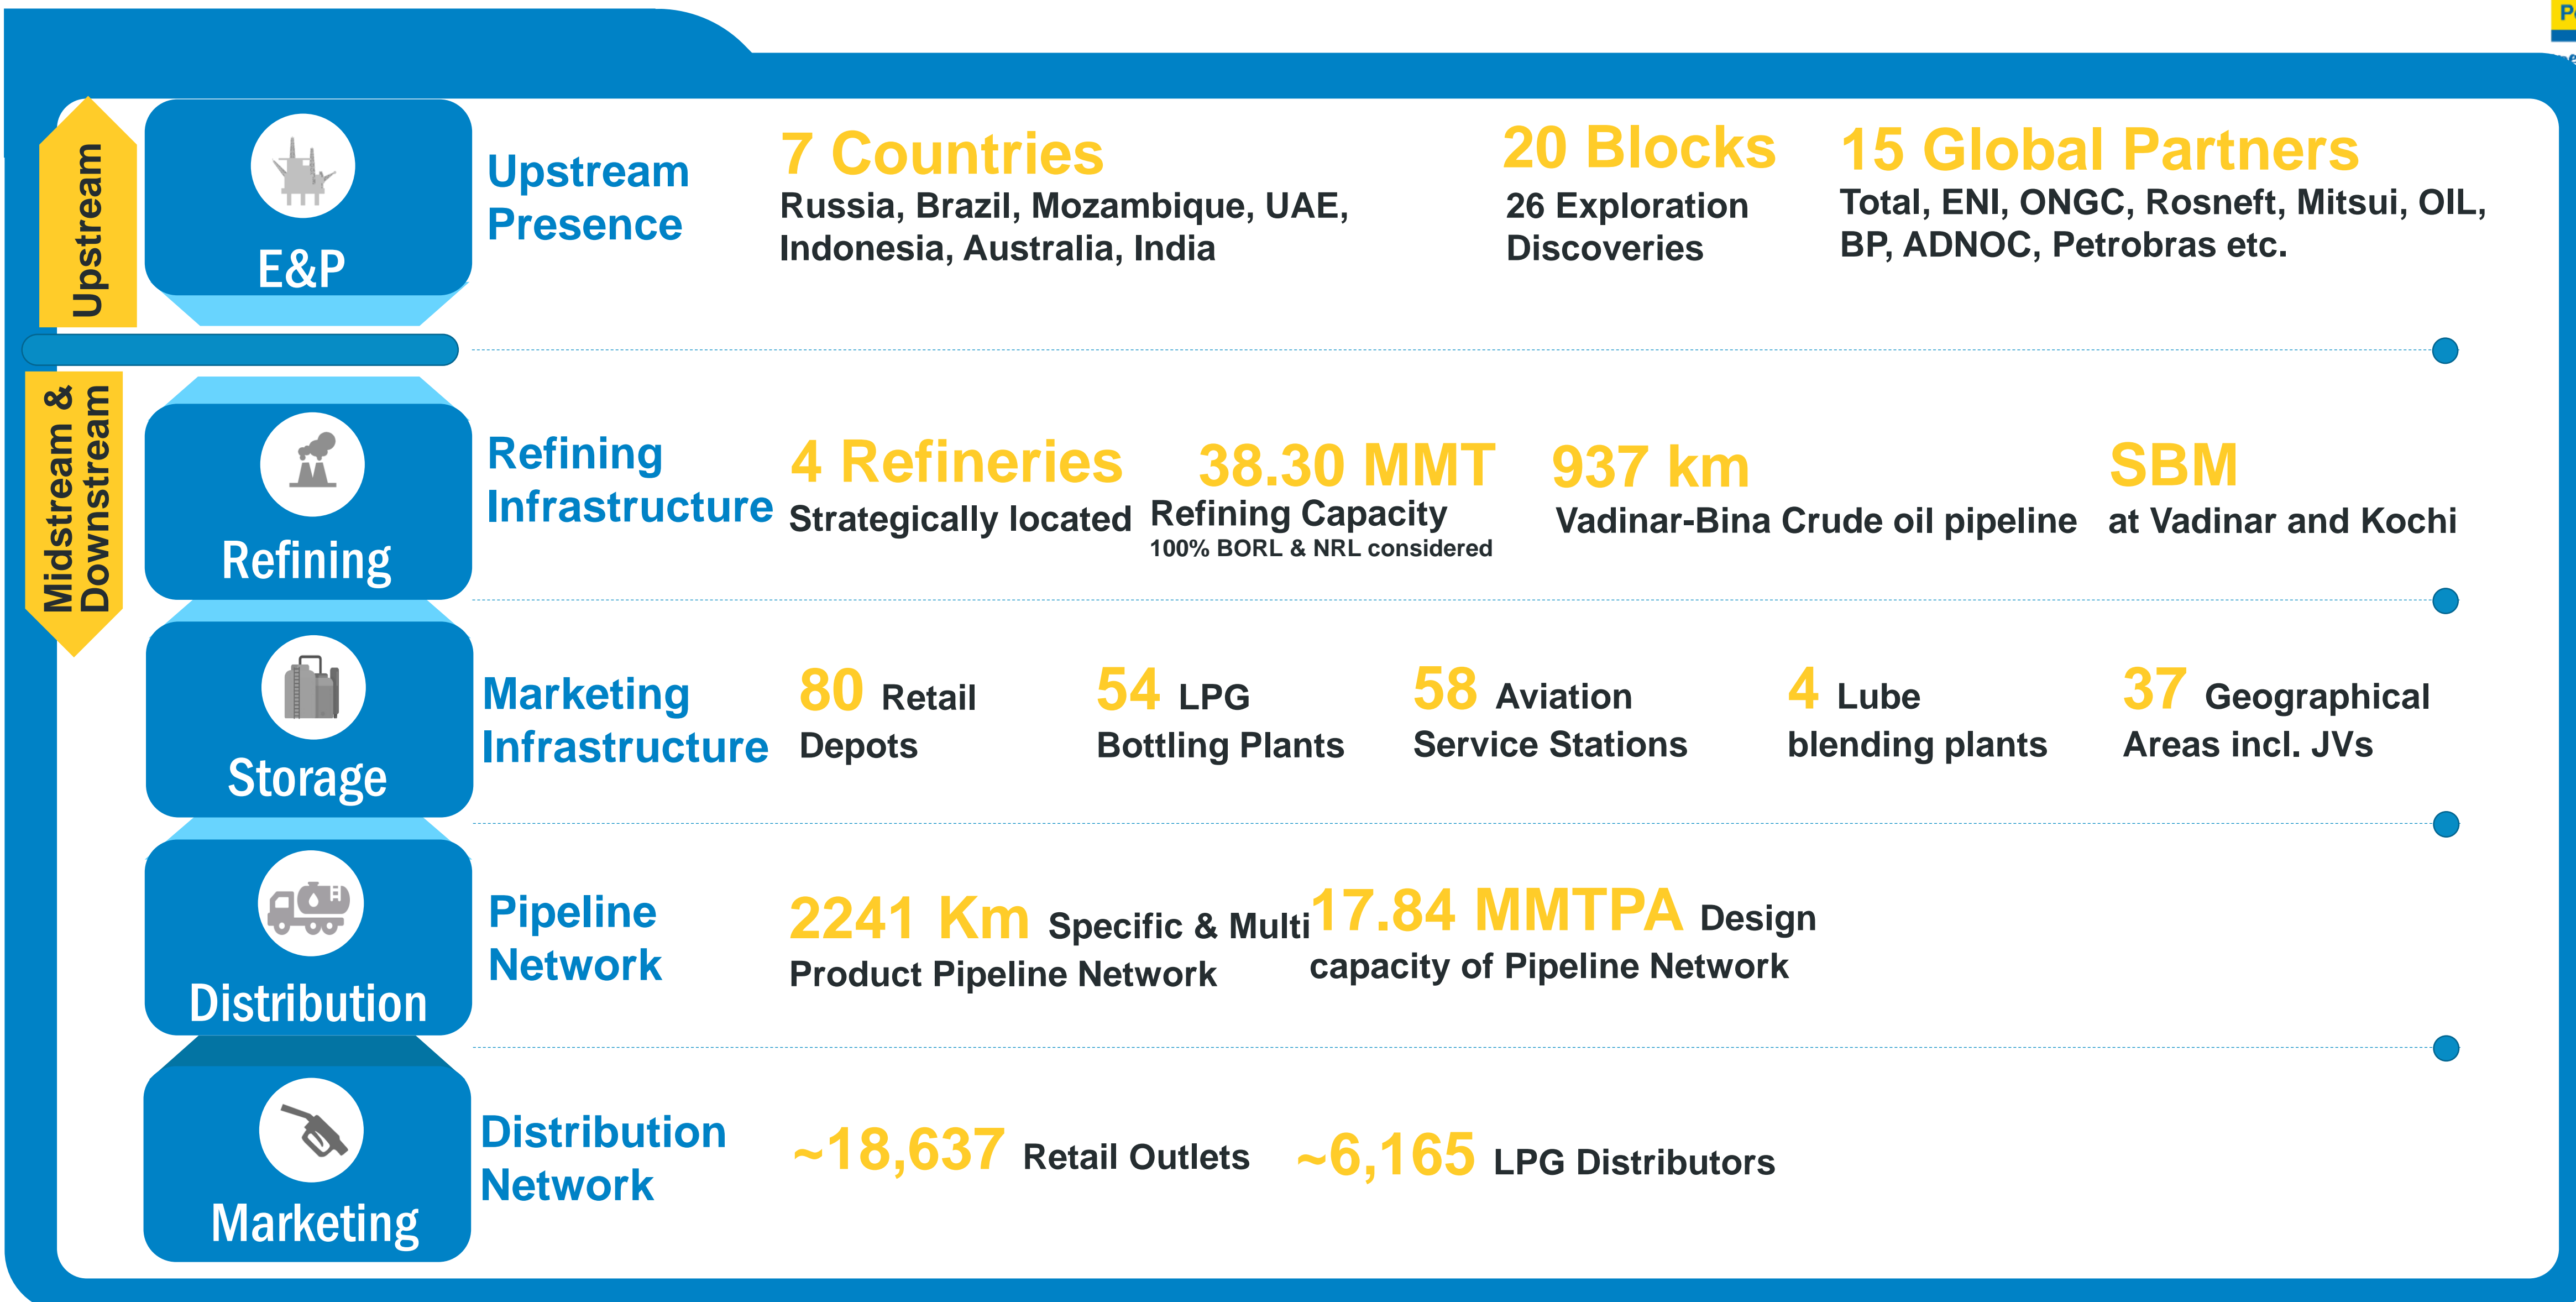 Upstream
E&P
Upstream
Presence
7 Countries
Russia, Brazil, Mozambique, UAE,
Indonesia, Australia, India
20 Blocks
26 Exploration
Discoveries
15 Global Partners
Total, ENI, ONGC, Rosneft, Mitsui, OIL,
BP, ADNOC, Petrobras etc.
Midstream &
Downstream
Refining
Refining
Infrastructure
4 Refineries
Strategically located
38.30 MMT
Refining Capacity
100% BORL & NRL considered
937 km
Vadinar-Bina Crude oil pipeline
SBM
at Vadinar and Kochi
Storage
Marketing
Infrastructure
80 Retail
Depots
54 LPG
Bottling Plants
58 Aviation
Service Stations
4 Lube
blending plants
37 Geographical
Areas incl. JVs
Distribution
Pipeline
Network
2241 Km Specific & Multi
Product Pipeline Network
17.84 MMTPA Design
capacity of Pipeline Network
Marketing
Distribution
Network
~18,637 Retail Outlets
~6,165 LPG Distributors